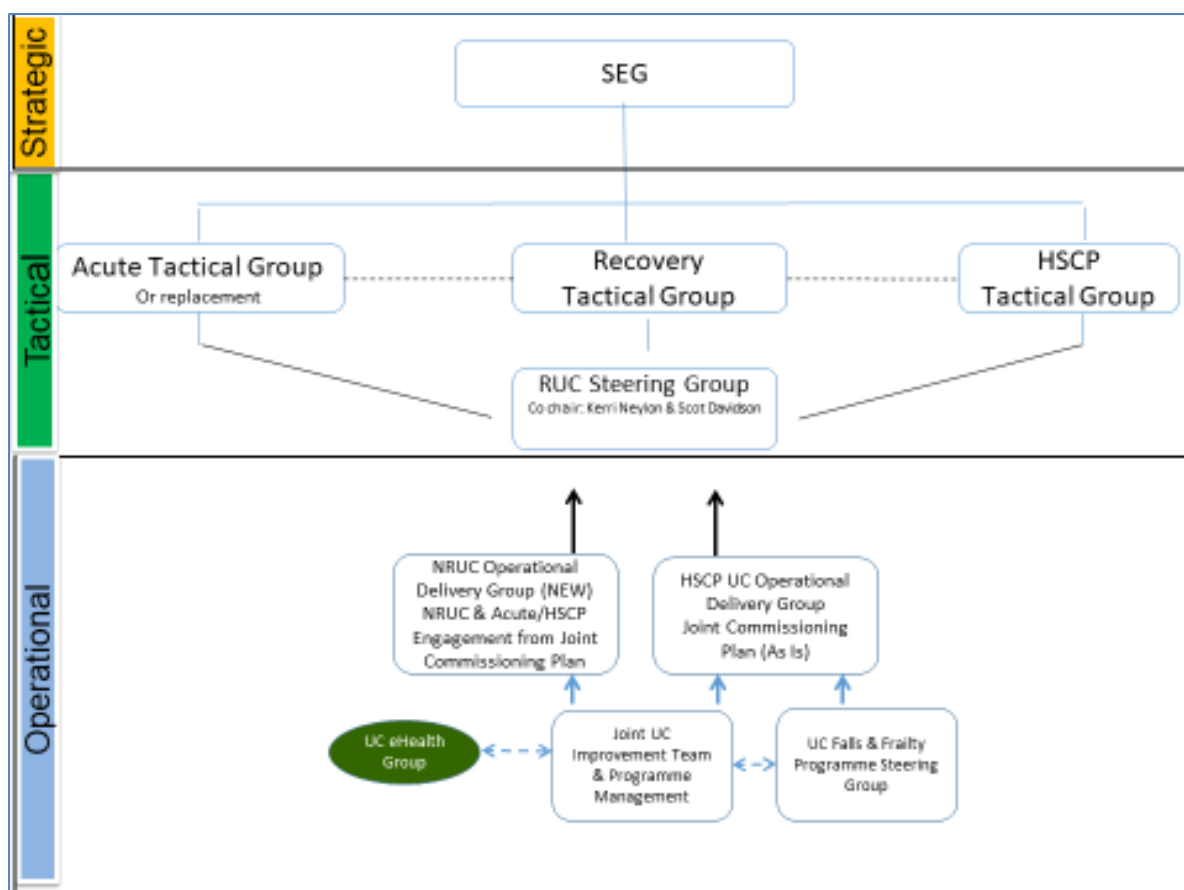 Strategic
SEG
Tactical
Acute Tactical Group
Or replacement
Recovery
Tactical Group
HSCP
Tactical Group
RUC Steering Group
Co chair: Kerri Neylon & Scot Davidson
Operational
NRUC Operational
Delivery Group (NEW)
NRUC & Acute/HSCP
Engagement from Joint
Commissioning Plan
HSCP UC Operational
Delivery Group
Joint Commissioning
Plan (As Is)
UC eHealth
Group
Joint UC
Improvement Team
& Programme
Management
UC Falls & Frailty
Programme Steering
Group